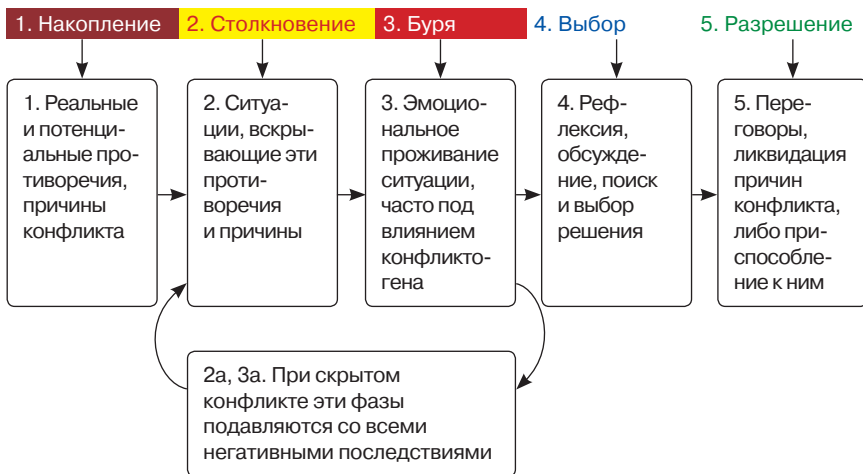 1. Накопление
2. Столкновение
3. Буря
4. Выбор
5. Разрешение
1. Реальные
и потенци-
альные про-
тиворечия,
причины
конфликта
2. Ситуа-
ции, вскры-
вающие эти
проти-
воречия
и причины
3. Эмоцио-
нальное
проживание
ситуации,
часто под
влиянием
конфликто-
гена
4. Реф-
лексия,
обсужде-
ние, поиск
и выбор
решения
5. Пере-
говоры,
ликвидация
причин
конфликта,
либо при-
способле-
ние к ним
2а, 3а. При скрытом
конфликте эти фазы
подавляются со всеми
негативными последствиями